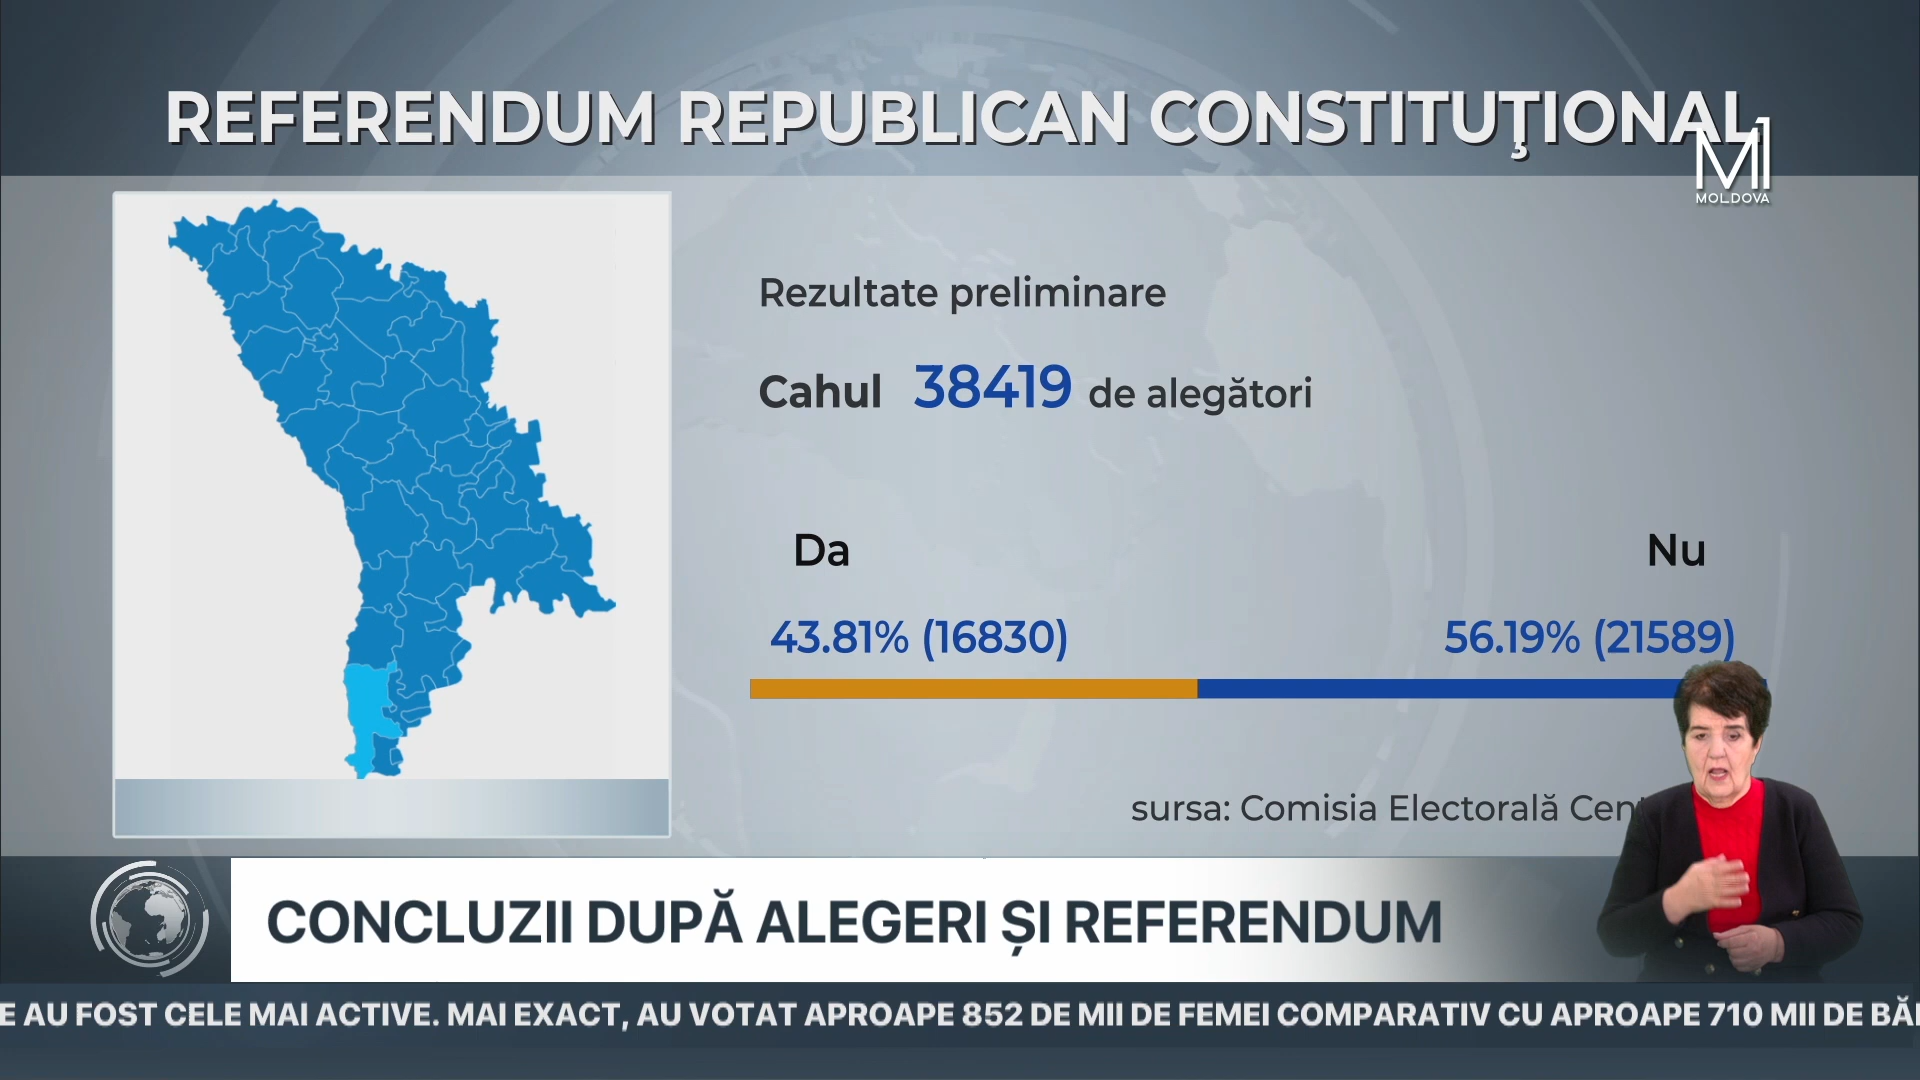 REFERENDUM REPUBLICAN CONSTITUŢIONAL
M1
MOLDOVA
Rezultate preliminare
Cahul 38419 de alegători
Da Nu
43.81% (16830) 56.19% (21589)
sursa: Comisia Electorală
CONCLUZII DUPĂ ALEGERI ȘI REFERENDUM
E AU FOST CELE MAI ACTIVE. MAI EXACT, AU VOTAT APROAPE 852 DE MII DE FEMEI COMPARATIV CU APROAPE 710 MII DE